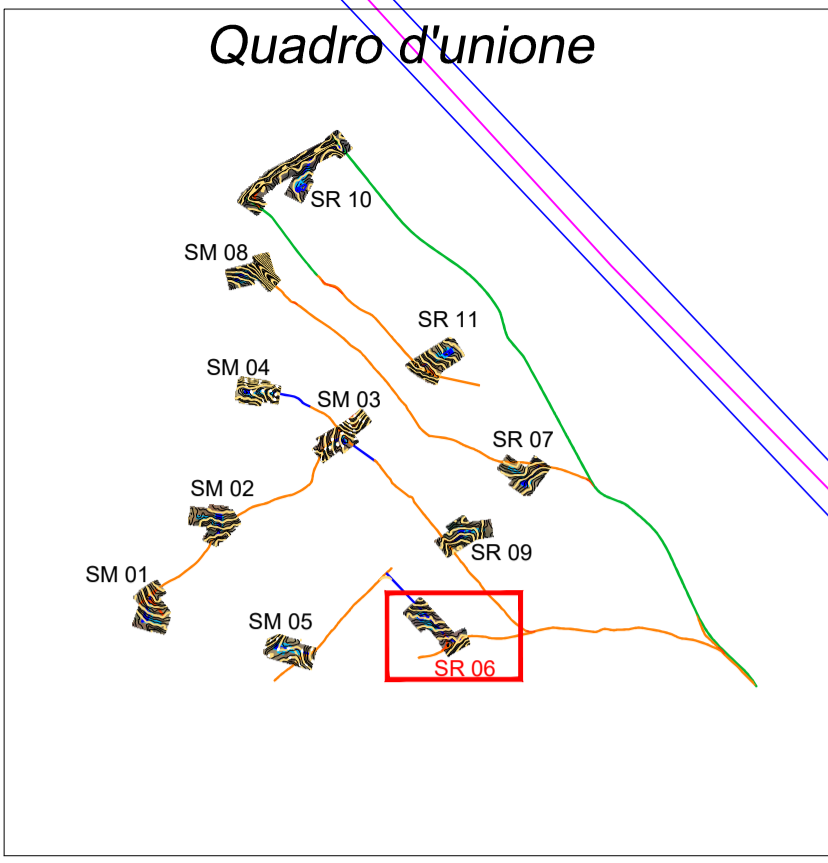 Quadro d'unione
SR 10
SM 08
SR 11
SM 04
SM 03
SR 07
SM 02
SR 09
SM 01
SM 05
SR 06